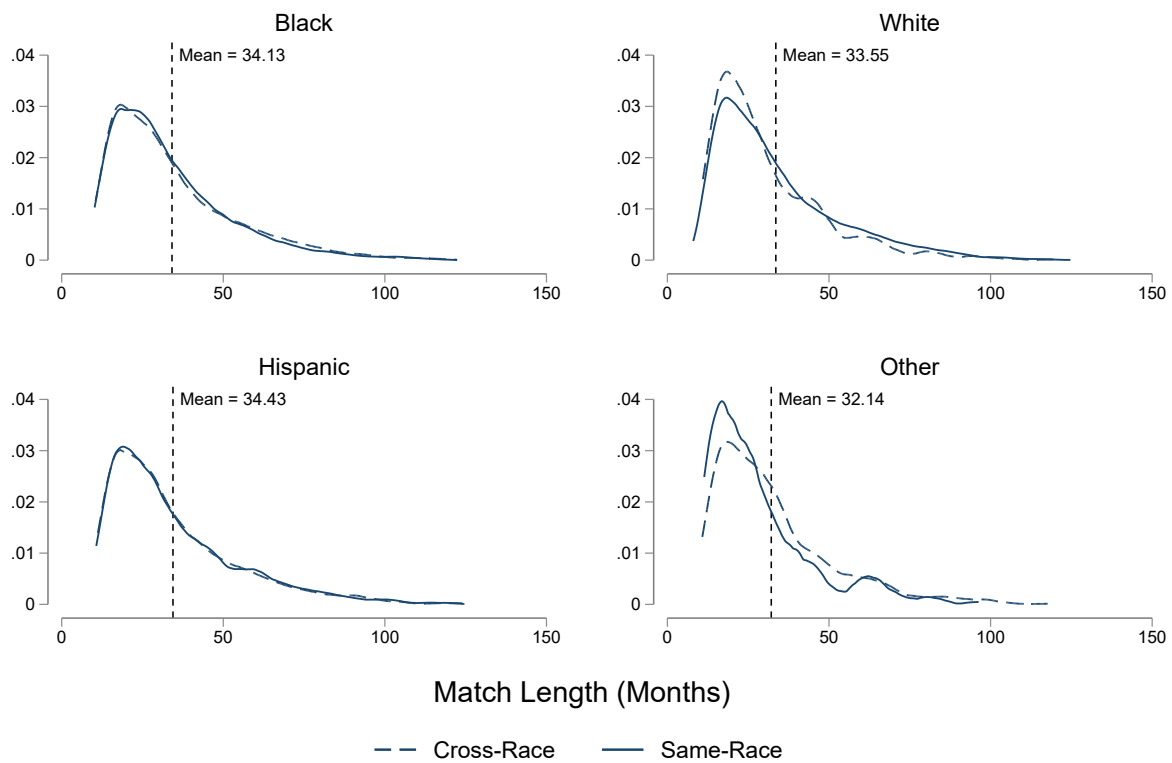 Black
Mean = 34.13
.04
.03
.02
.01
0
0 50 100 150
White
Mean = 33.55
.04
.03
.02
.01
0
0 50 100 150
Hispanic
Mean = 34.43
.04
.03
.02
.01
0
0 50 100 150
Other
Mean = 32.14
.04
.03
.02
.01
0
0 50 100 150
Match Length (Months)
Cross-Race Same-Race